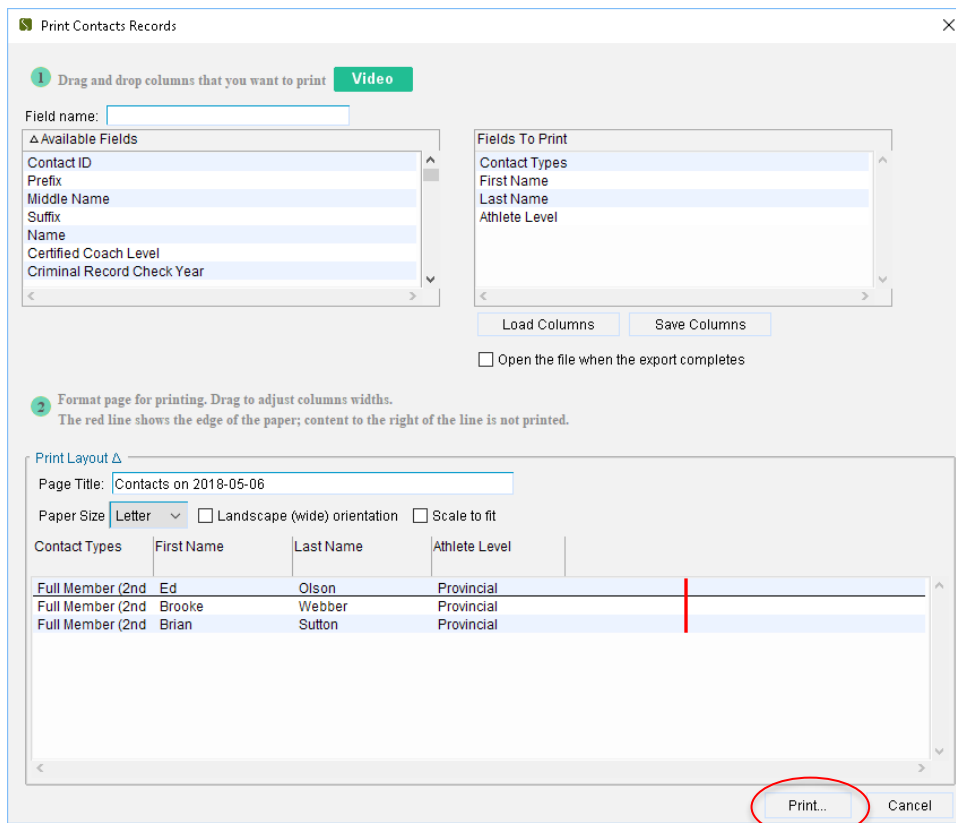 Print Contacts Records
1 Drag and drop columns that you want to print Video
Field name:
Available Fields
Contact ID
Prefix
Middle Name
Suffix
Name
Certified Coach Level
Criminal Record Check Year
Fields To Print
Contact Types
First Name
Last Name
Athlete Level
Load Columns Save Columns
Open the file when the export completes
2 Format page for printing. Drag to adjust columns widths.
The red line shows the edge of the paper; content to the right of the line is not printed.
Print Layout
Page Title: Contacts on 2018-05-06
Paper Size Letter Landscape (wide) orientation Scale to fit
Contact Types First Name Last Name Athlete Level
Full Member (2nd Ed Olson Provincial
Full Member (2nd Brooke Webber Provincial
Full Member (2nd Brian Sutton Provincial
Print... Cancel